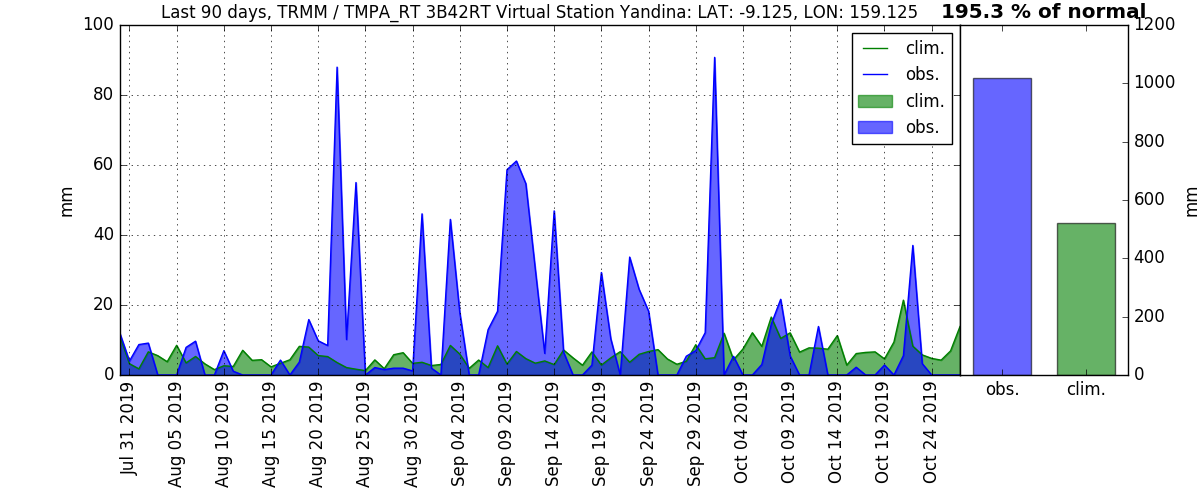 Last 90 days, TRMM / TMPA_RT 3B42RT Virtual Station Yandina: LAT: -9.125, LON: 159.125
195.3 % of normal
100
80
60
40
20
0
mm
clim.
obs.
clim.
obs.
1200
1000
800
600
400
200
0
mm
Jul 31 2019
Aug 05 2019
Aug 10 2019
Aug 15 2019
Aug 20 2019
Aug 25 2019
Aug 30 2019
Sep 04 2019
Sep 09 2019
Sep 14 2019
Sep 19 2019
Sep 24 2019
Sep 29 2019
Oct 04 2019
Oct 09 2019
Oct 14 2019
Oct 19 2019
Oct 24 2019
obs.
clim.